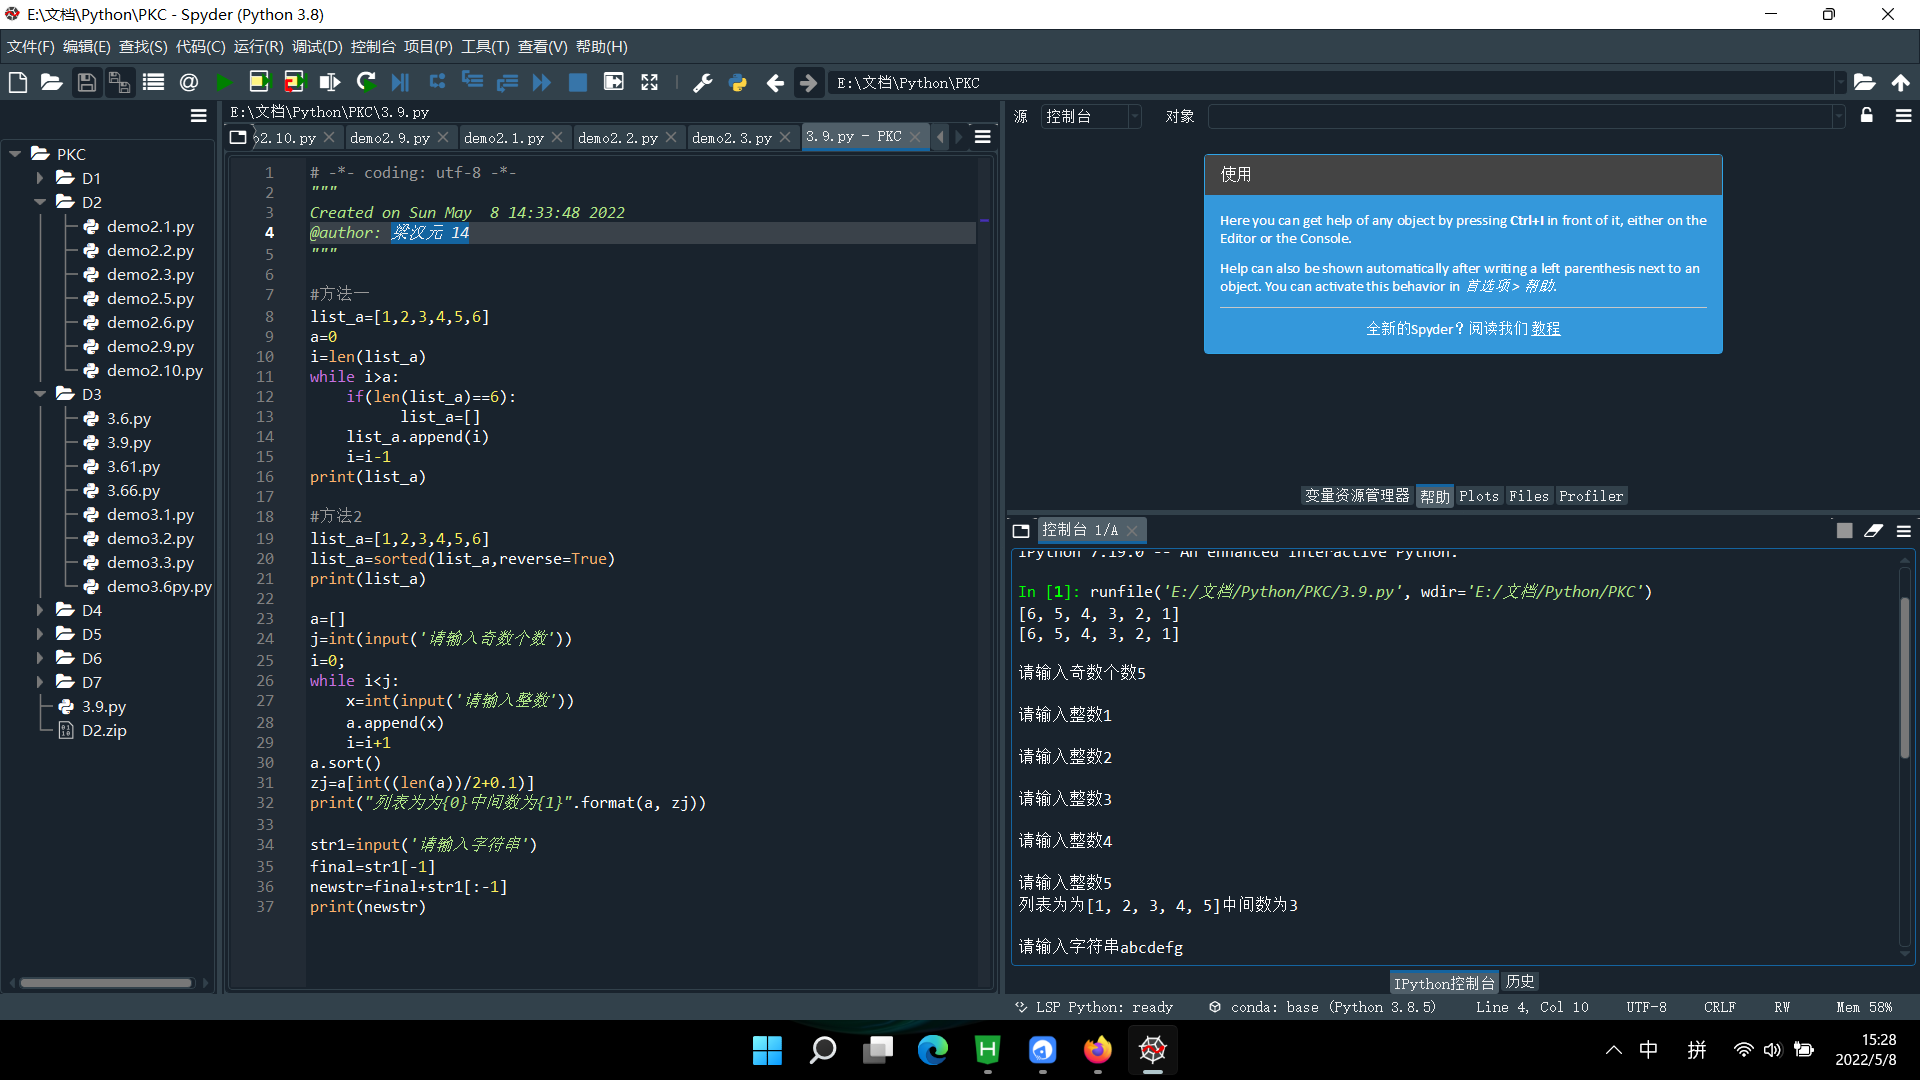 E:\文档\Python\PKC - Spyder (Python 3.8)
文件(F) 编辑(E) 查找(S) 代码(C) 运行(R) 调试(D) 控制台 项目(P) 工具(T) 查看(V) 帮助(H)
E:\文档\Python\PKC
PKC
D1
D2
demo2.1.py
demo2.2.py
demo2.3.py
demo2.5.py
demo2.6.py
demo2.9.py
demo2.10.py
D3
3.6.py
3.9.py
3.61.py
3.66.py
demo3.1.py
demo3.2.py
demo3.3.py
demo3.6py.py
D4
D5
D6
D7
3.9.py
D2.zip
E:\文档\Python\PKC\3.9.py
o2.10.py demo2.9.py demo2.1.py demo2.2.py demo2.3.py 3.9.py - PKC
1 # -*- coding: utf-8 -*-
2 """
3 Created on Sun May  8 14:33:48 2022
4 @author: 梁汉元 14
5 """
6
7 #方法一
8 list_a=[1,2,3,4,5,6]
9 a=0
10 i=len(list_a)
11 while i>a:
12     if(len(list_a)==6):
13           list_a=[]
14     list_a.append(i)
15     i=i-1
16 print(list_a)
17
18 #方法2
19 list_a=[1,2,3,4,5,6]
20 list_a=sorted(list_a,reverse=True)
21 print(list_a)
22
23 a=[]
24 j=int(input('请输入奇数个数'))
25 i=0;
26 while i<j:
27     x=int(input('请输入整数'))
28     a.append(x)
29     i=i+1
30 a.sort()
31 zj=a[int((len(a))/2+0.1)]
32 print("列表为为{0}中间数为{1}".format(a, zj))
33
34 str1=input('请输入字符串')
35 final=str1[-1]
36 newstr=final+str1[:-1]
37 print(newstr)
源 控制台 对象
使用
Here you can get help of any object by pressing Ctrl+I in front of it, either on the
Editor or the Console.
Help can also be shown automatically after writing a left parenthesis next to an
object. You can activate this behavior in 首选项 > 帮助.
全新的Spyder? 阅读我们 教程
变量资源管理器 帮助 Plots Files Profiler
控制台 1/A
IPython 7.19.0 -- An enhanced Interactive Python.
In [1]: runfile('E:/文档/Python/PKC/3.9.py', wdir='E:/文档/Python/PKC')
[6, 5, 4, 3, 2, 1]
[6, 5, 4, 3, 2, 1]
请输入奇数个数5
请输入整数1
请输入整数2
请输入整数3
请输入整数4
请输入整数5
列表为为[1, 2, 3, 4, 5]中间数为3
请输入字符串abcdefg
IPython控制台 历史
LSP Python: ready conda: base (Python 3.8.5) Line 4, Col 10 UTF-8 CRLF RW Mem 58%
中 拼 15:28
2022/5/8